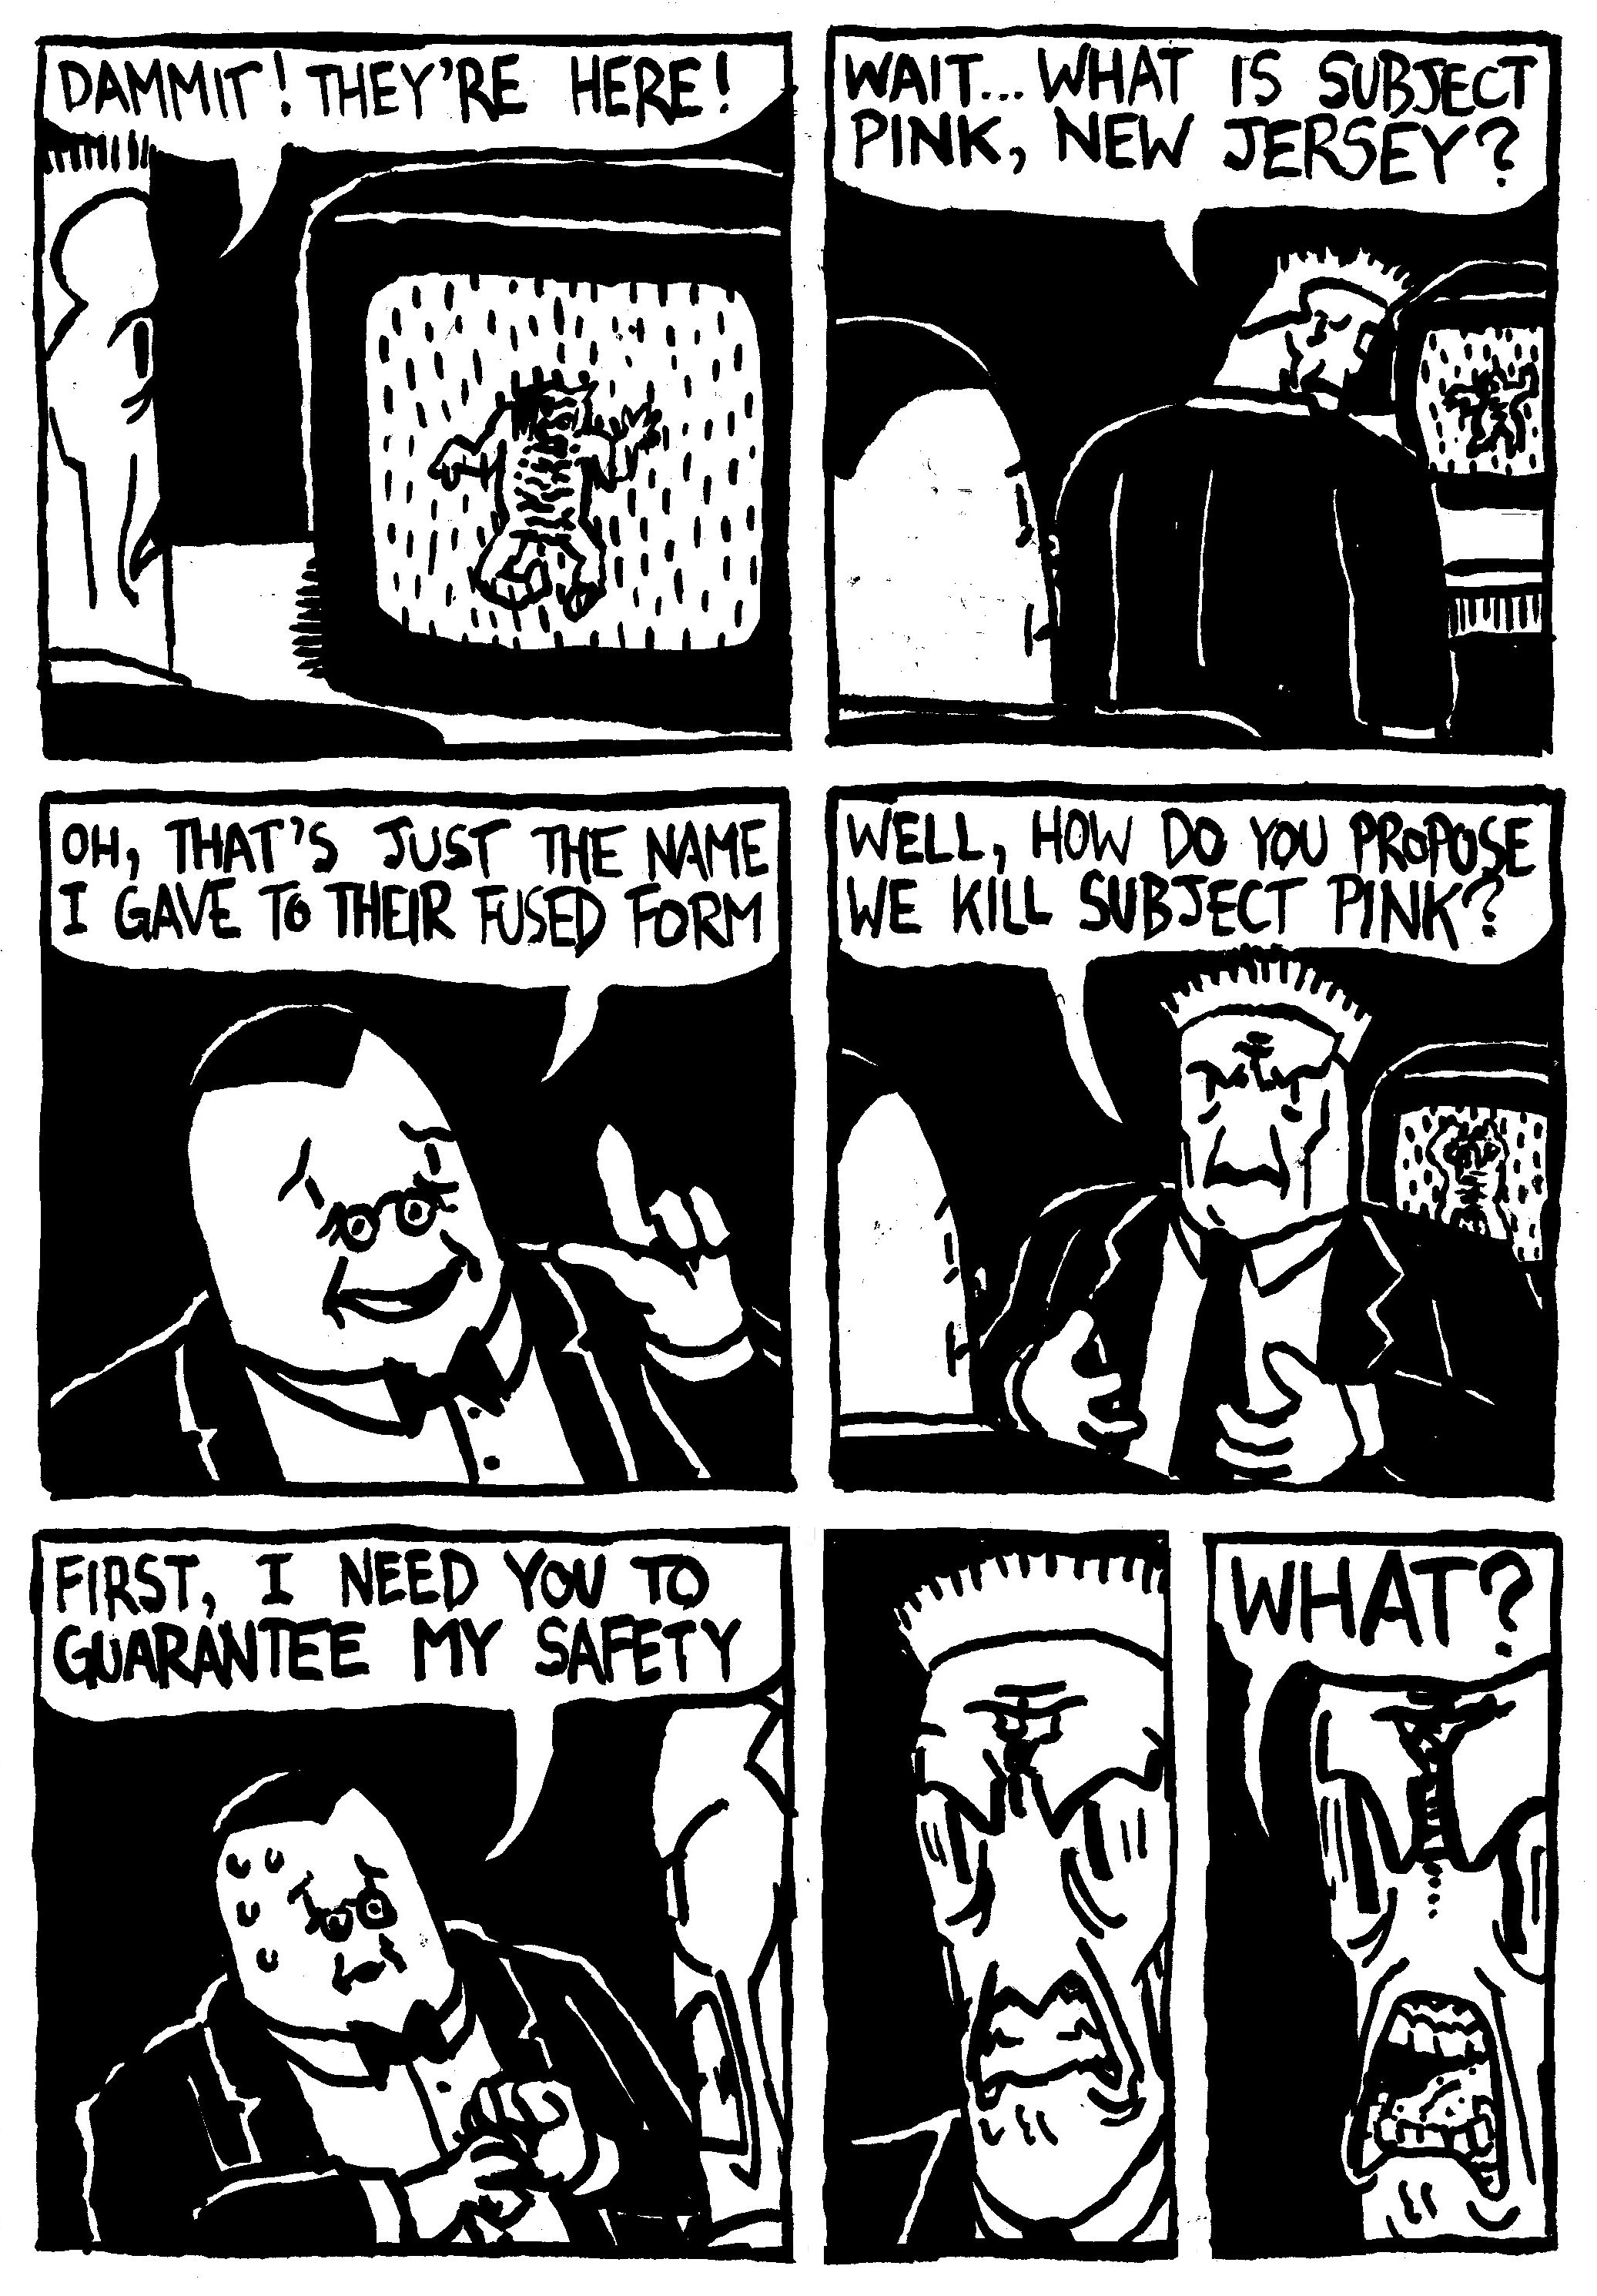 DAMMIT! THEY'RE HERE!
WAIT... WHAT IS SUBJECT
PINK, NEW JERSEY?
OH, THAT'S JUST THE NAME
I GAVE TO THEIR FUSED FORM
WELL, HOW DO YOU PROPOSE
WE KILL SUBJECT PINK?
FIRST, I NEED YOU TO
GUARANTEE MY SAFETY
WHAT?